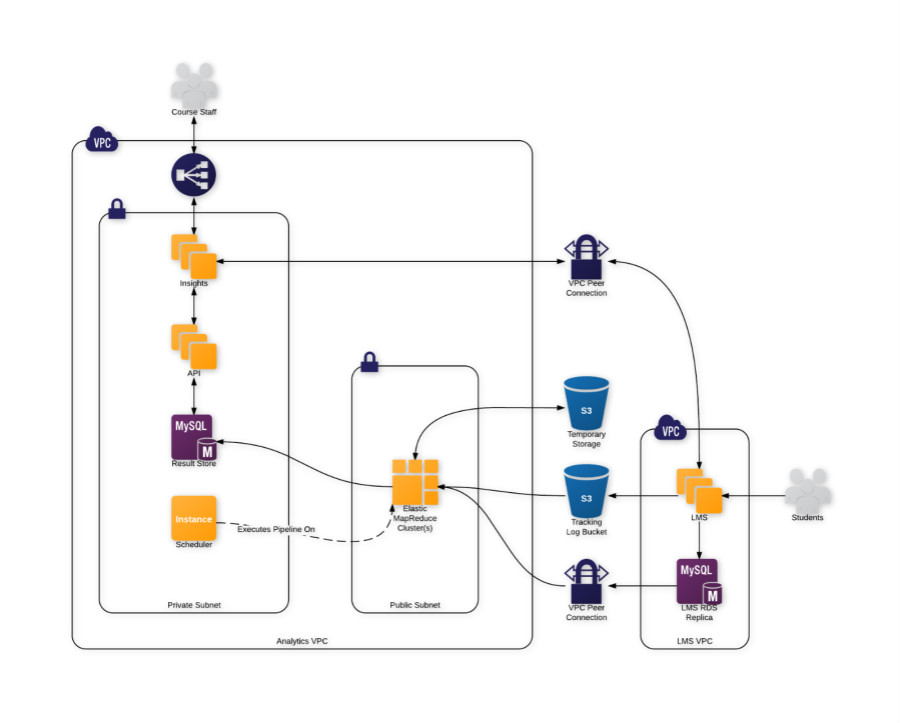 Course Staff
VPC
Insights
VPC Peer
Connection
API
MySQL
M
Result Store
S3
Temporary
Storage
VPC
Elastic
MapReduce
Cluster(s)
S3
Tracking
Log Bucket
LMS
Students
Instance
Scheduler
Executes Pipeline On
MySQL
M
LMS RDS
Replica
VPC Peer
Connection
Private Subnet
Public Subnet
Analytics VPC
LMS VPC